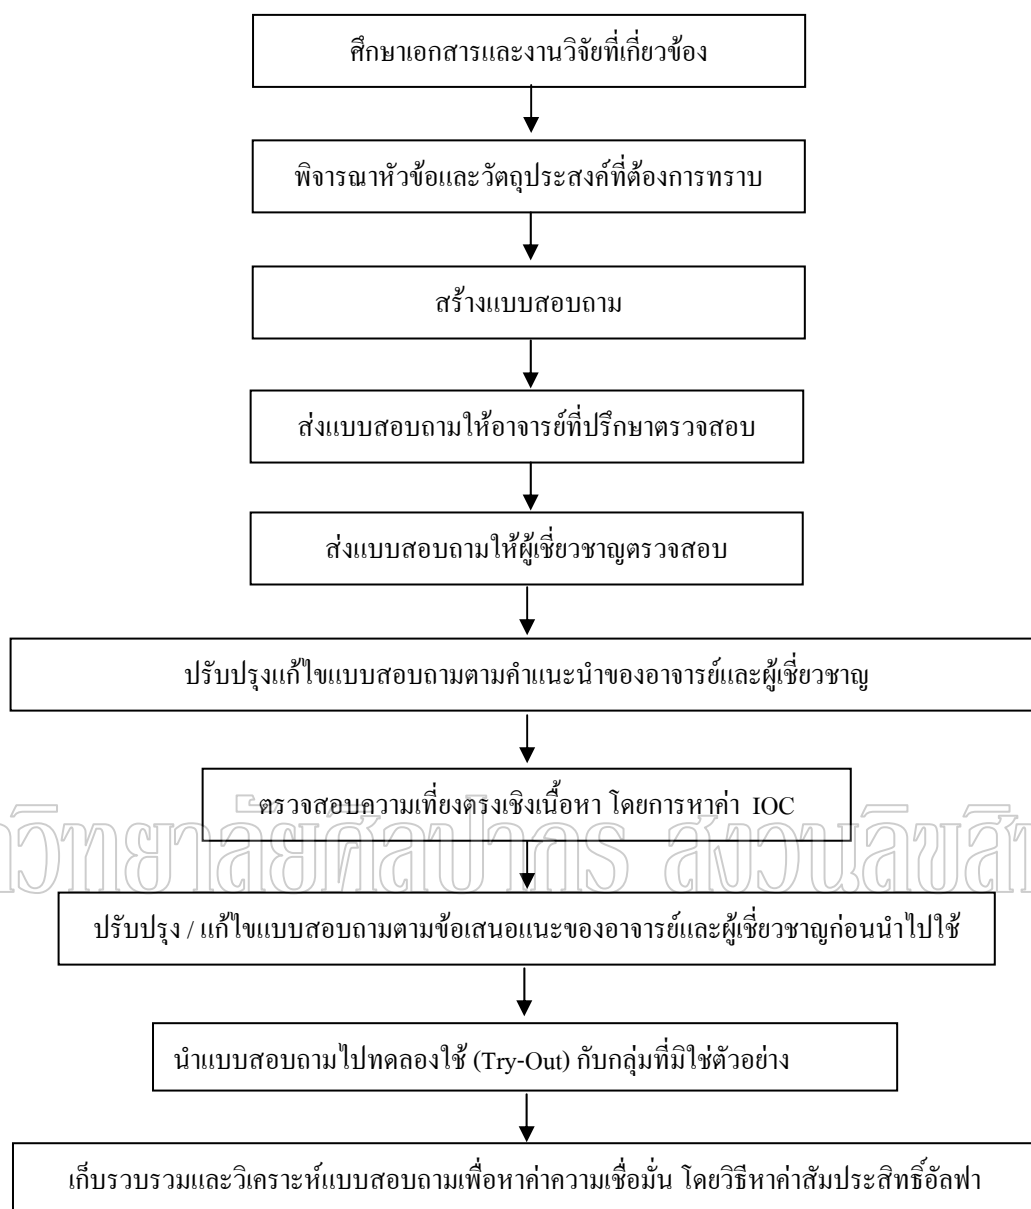 ศึกษาเอกสารและงานวิจัยที่เกี่ยวข้อง
พิจารณาหัวข้อและวัตถุประสงค์ที่ต้องการทราบ
สร้างแบบสอบถาม
ส่งแบบสอบถามให้อาจารย์ที่ปรึกษาตรวจสอบ
ส่งแบบสอบถามให้ผู้เชี่ยวชาญตรวจสอบ
ปรับปรุงแก้ไขแบบสอบถามตามคำแนะนำของอาจารย์และผู้เชี่ยวชาญ
ตรวจสอบความเที่ยงตรงเชิงเนื้อหา โดยการหาค่า IOC
วิทยาลัยศิลปากร สงวนลิขสิ
ปรับปรุง / แก้ไขแบบสอบถามตามข้อเสนอแนะของอาจารย์และผู้เชี่ยวชาญก่อนนำไปใช้
นำแบบสอบถามไปทดลองใช้ (Try-Out) กับกลุ่มที่มิใช่ตัวอย่าง
เก็บรวบรวมและวิเคราะห์แบบสอบถามเพื่อหาค่าความเชื่อมั่น โดยวิธีหาค่าสัมประสิทธิ์อัลฟา